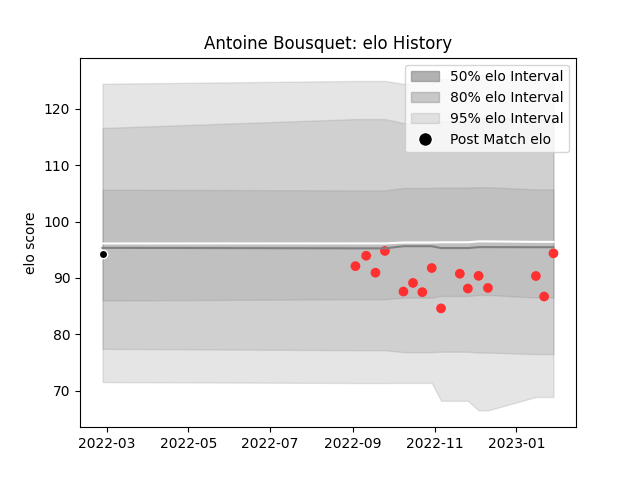 Antoine Bousquet: elo History
50% elo Interval
80% elo Interval
95% elo Interval
Post Match elo
elo score
120
110
100
90
80
70
2022-03 2022-05 2022-07 2022-09 2022-11 2023-01